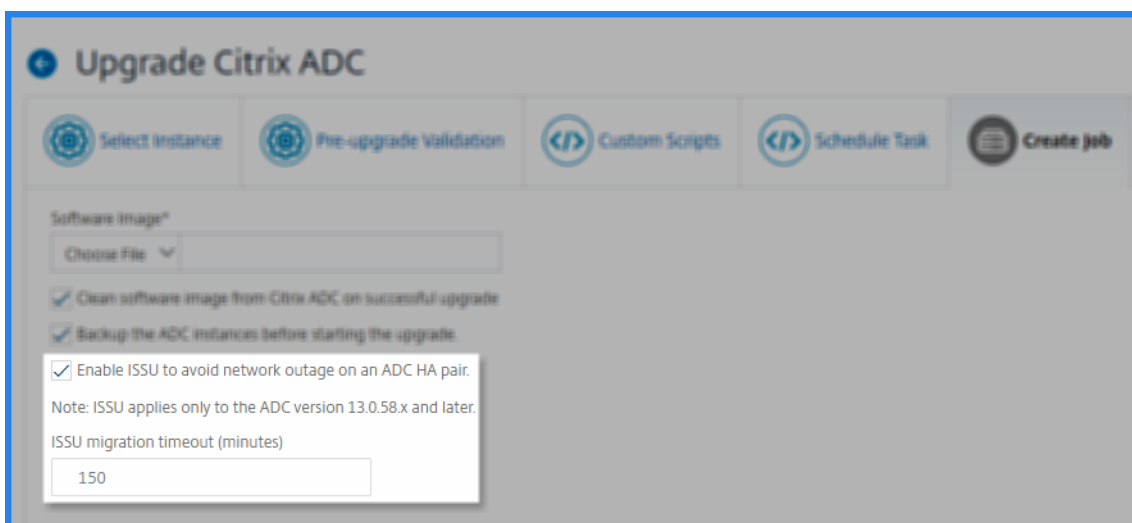 Upgrade Citrix ADC
Select Instance
Pre-upgrade Validation
Custom Scripts
Schedule Task
Create Job
Software Image*
Choose File
Clean software image from Citrix ADC on successful upgrade
Backup the ADC instances before starting the upgrade.
Enable ISSU to avoid network outage on an ADC HA pair.
Note: ISSU applies only to the ADC version 13.0.58.x and later.
ISSU migration timeout (minutes)
150